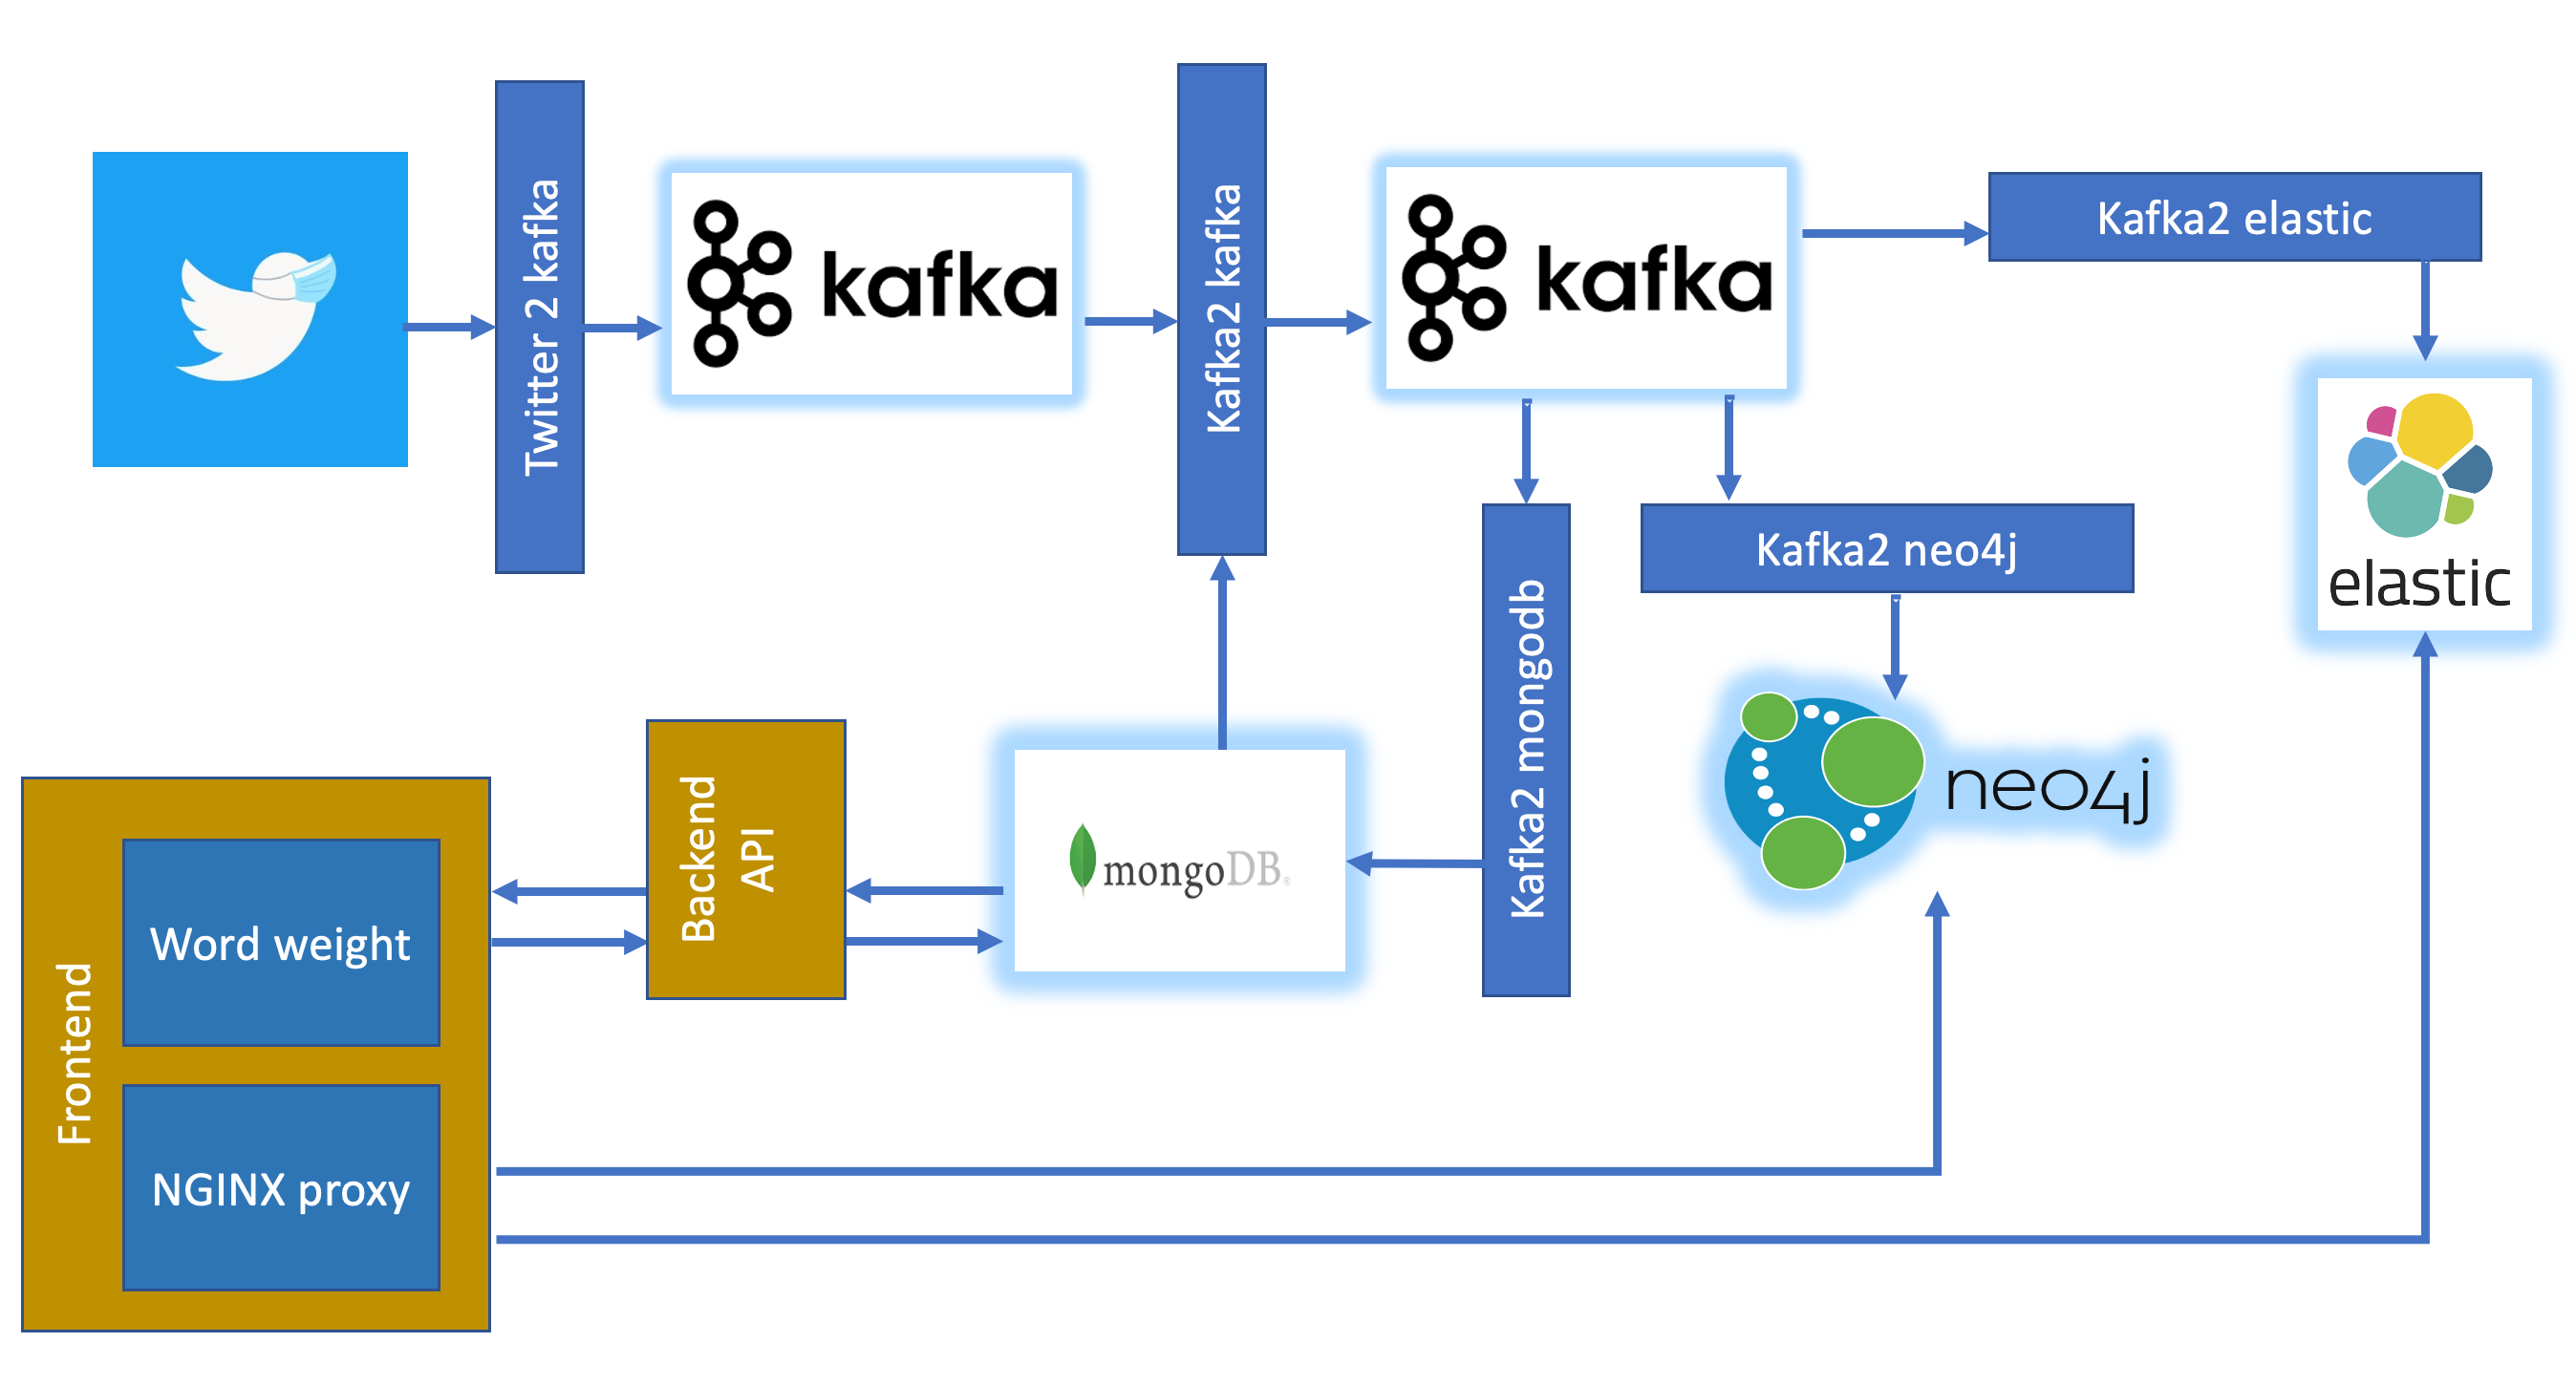 Twitter 2 kafka
kafka
Kafka2 kafka
kafka
Kafka2 elastic
elastic
Kafka2 mongodb
Kafka2 neo4j
neo4j
mongoDB®
Backend
API
Frontend
Word weight
NGINX proxy